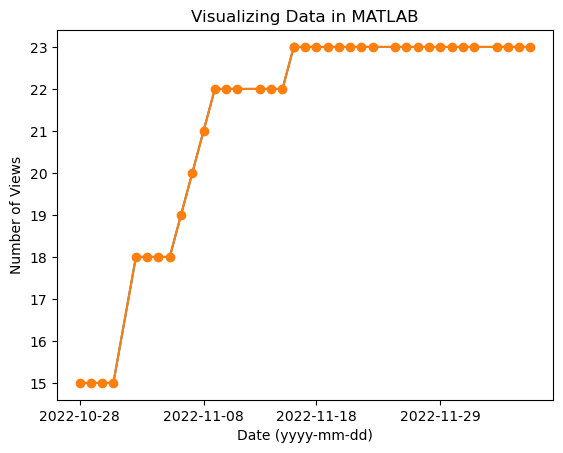 Visualizing Data in MATLAB
Number of Views
23
22
21
20
19
18
17
16
15
2022-10-28 2022-11-08 2022-11-18 2022-11-29
Date (yyyy-mm-dd)